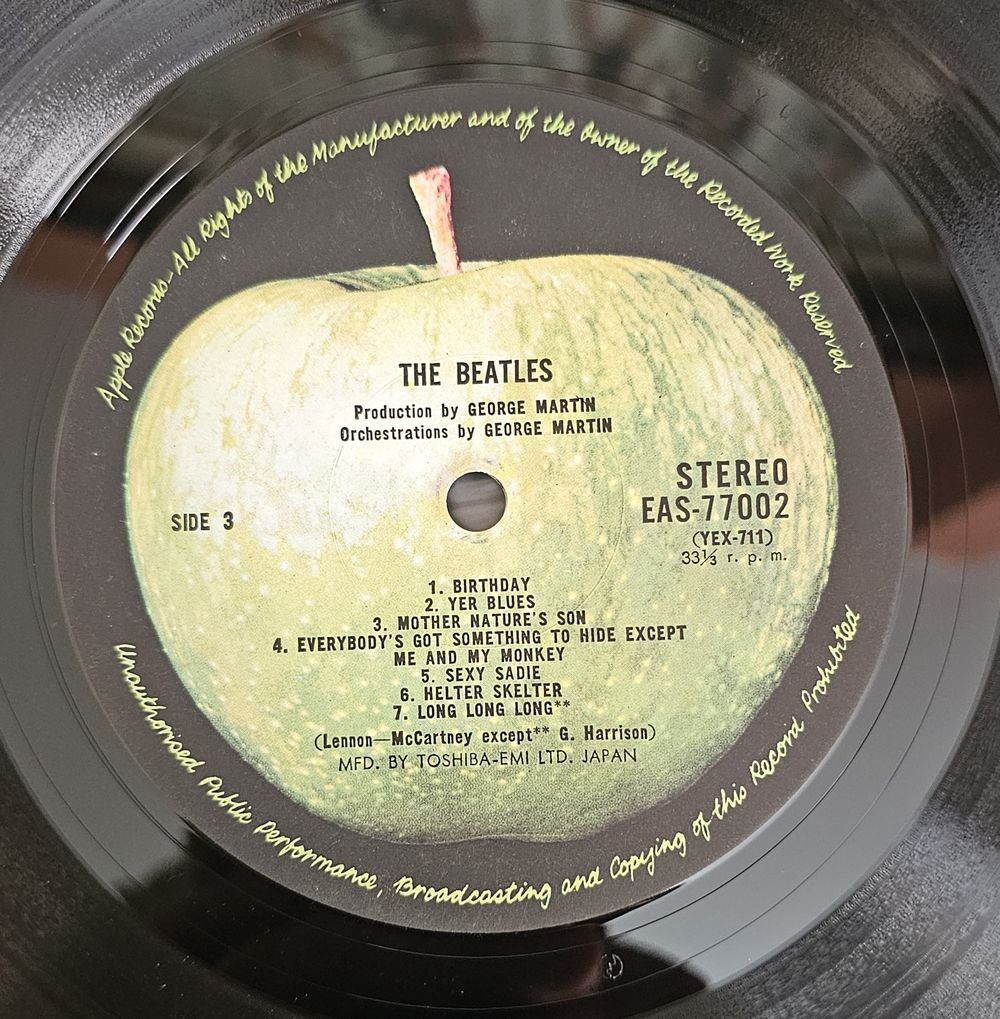 Apple Records-All Rights of the Manufacturer and of the Owner of the Recorded Work Reserved
THE BEATLES
Production by GEORGE MARTIN
Orchestrations by GEORGE MARTIN
STEREO
EAS-77002
(YEX-711)
33⅓ r. p. m.
SIDE 3
1. BIRTHDAY
2. YER BLUES
3. MOTHER NATURE'S SON
4. EVERYBODY'S GOT SOMETHING TO HIDE EXCEPT
ME AND MY MONKEY
5. SEXY SADIE
6. HELTER SKELTER
7. LONG LONG LONG**
(Lennon—McCartney except** G. Harrison)
MFD. BY TOSHIBA-EMI LTD. JAPAN
Unauthorised Public Performance, Broadcasting and Copying of this Record Prohibited